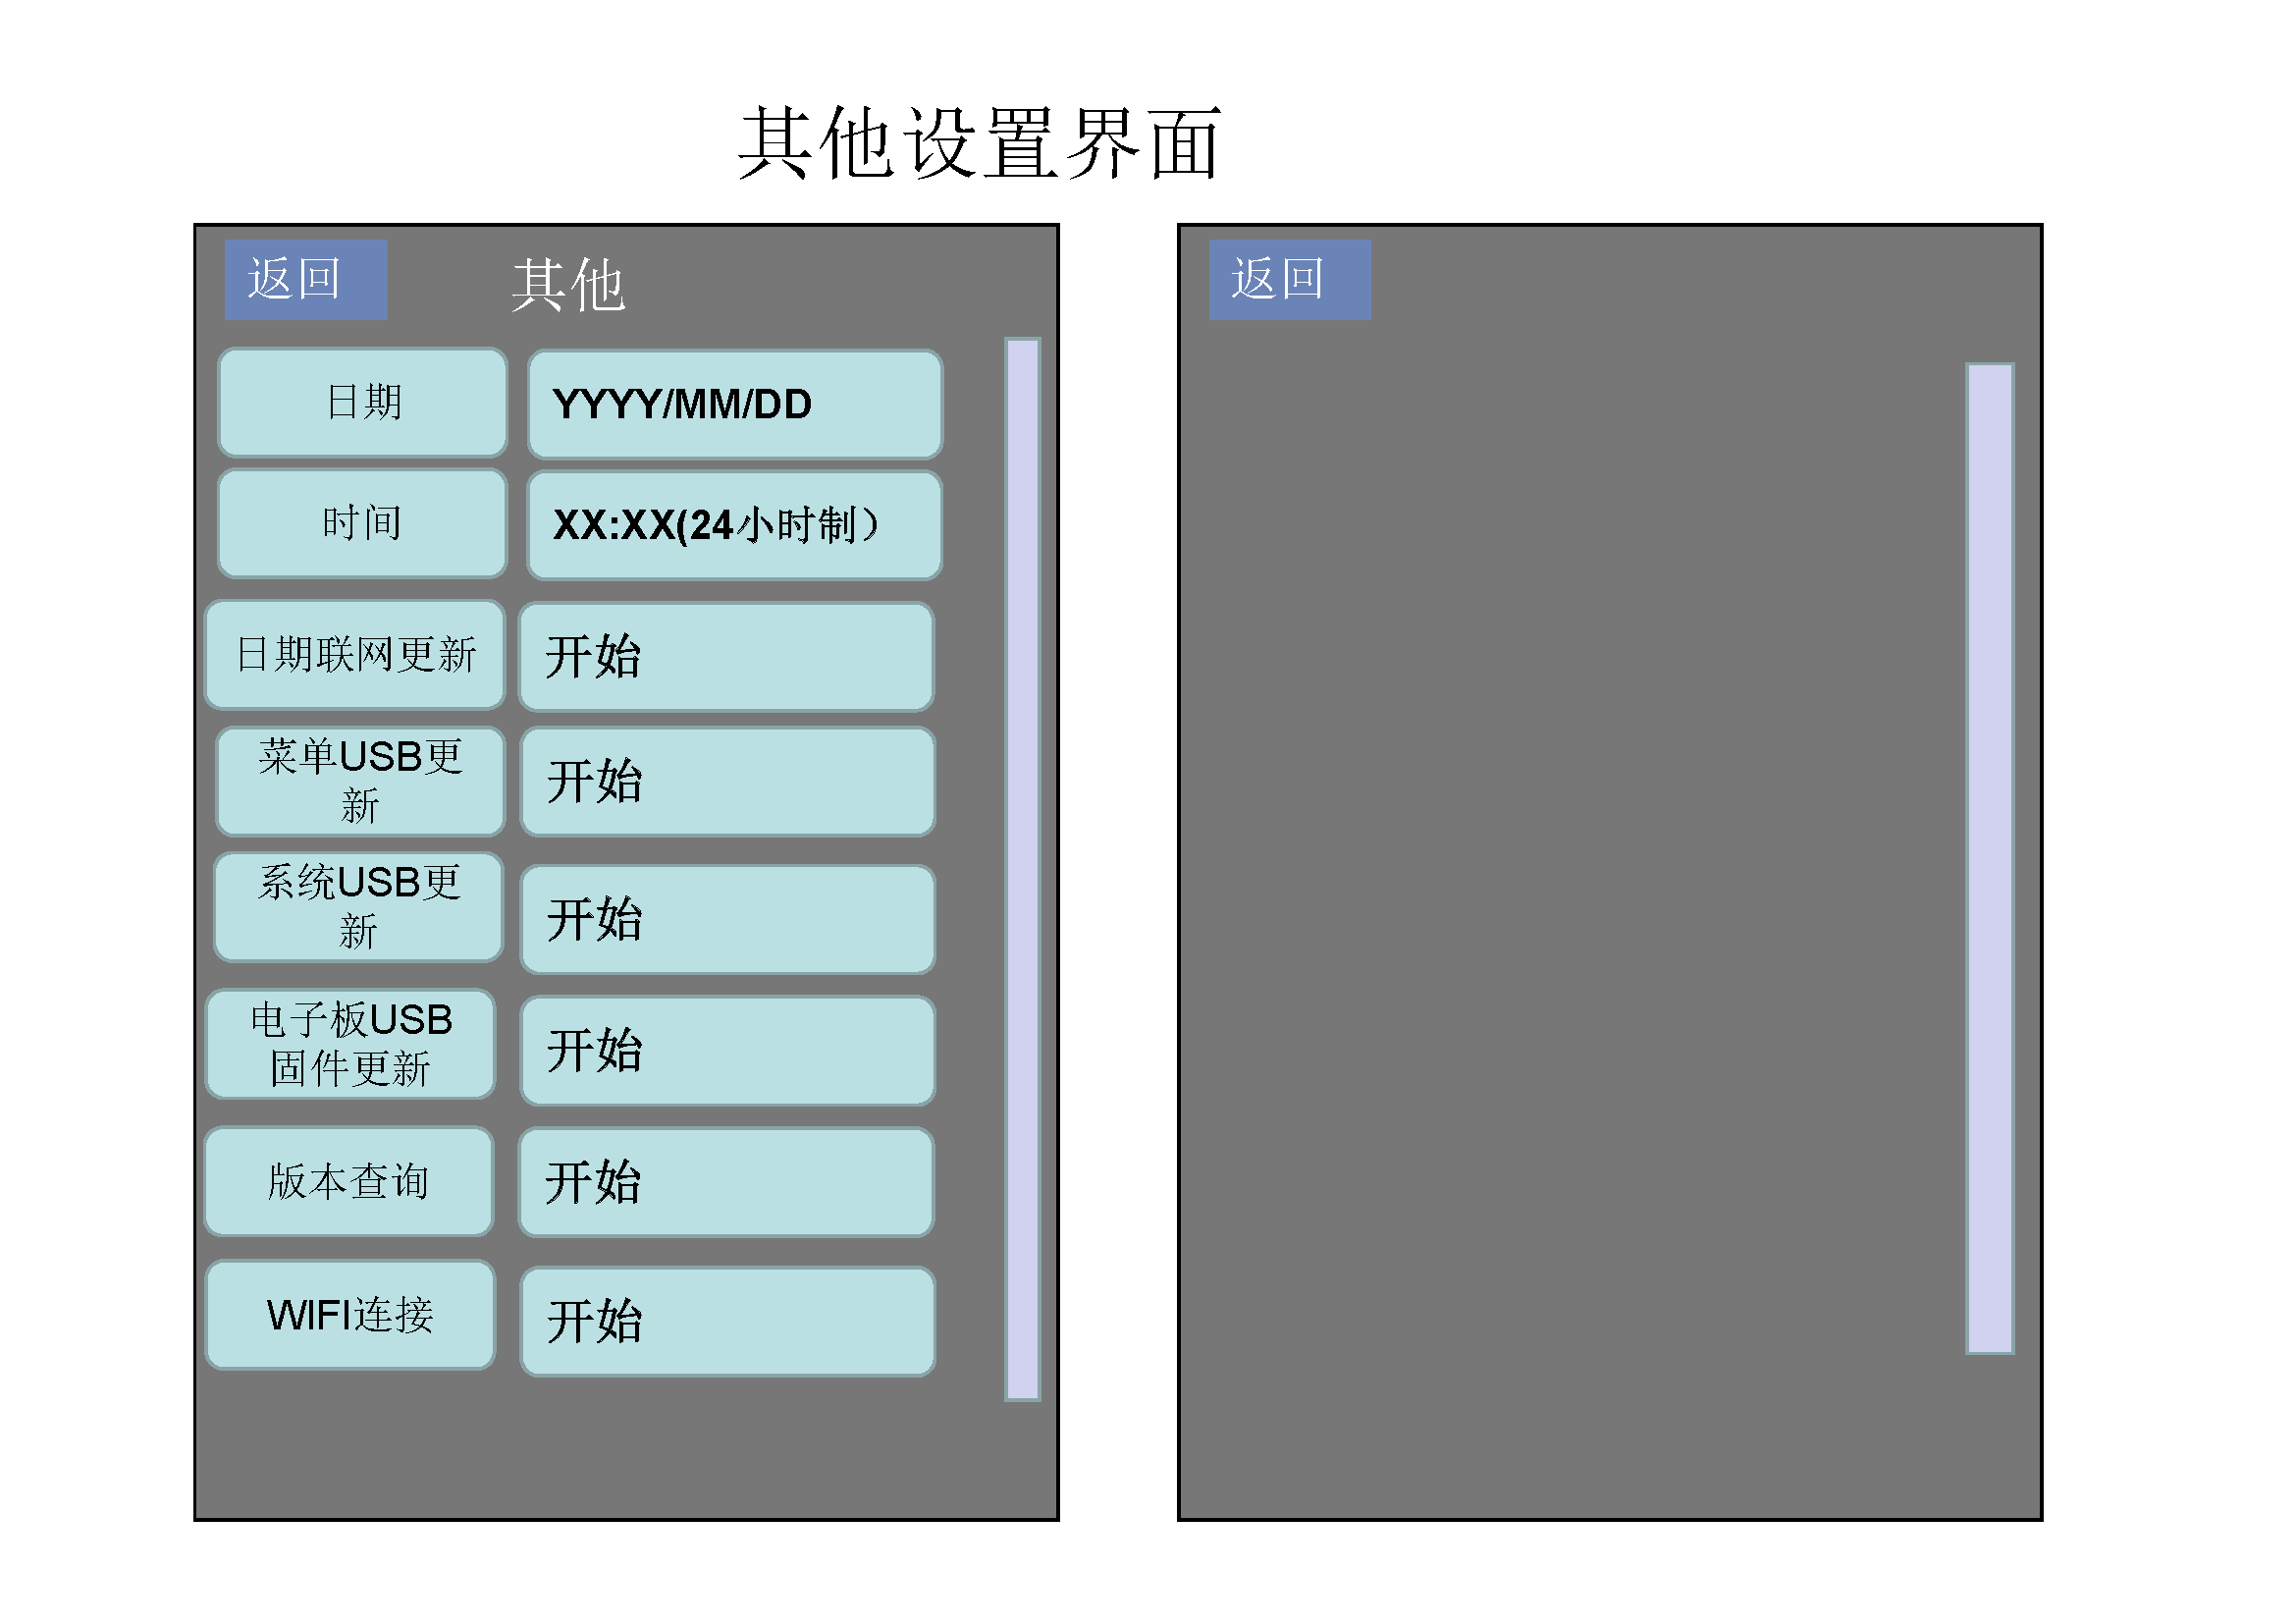 其他设置界面
返回
其他
日期
YYYY/MM/DD
时间
XX:XX(24小时制）
日期联网更新
开始
菜单USB更
新
开始
系统USB更
新
开始
电子板USB
固件更新
开始
版本查询
开始
WIFI连接
开始
返回